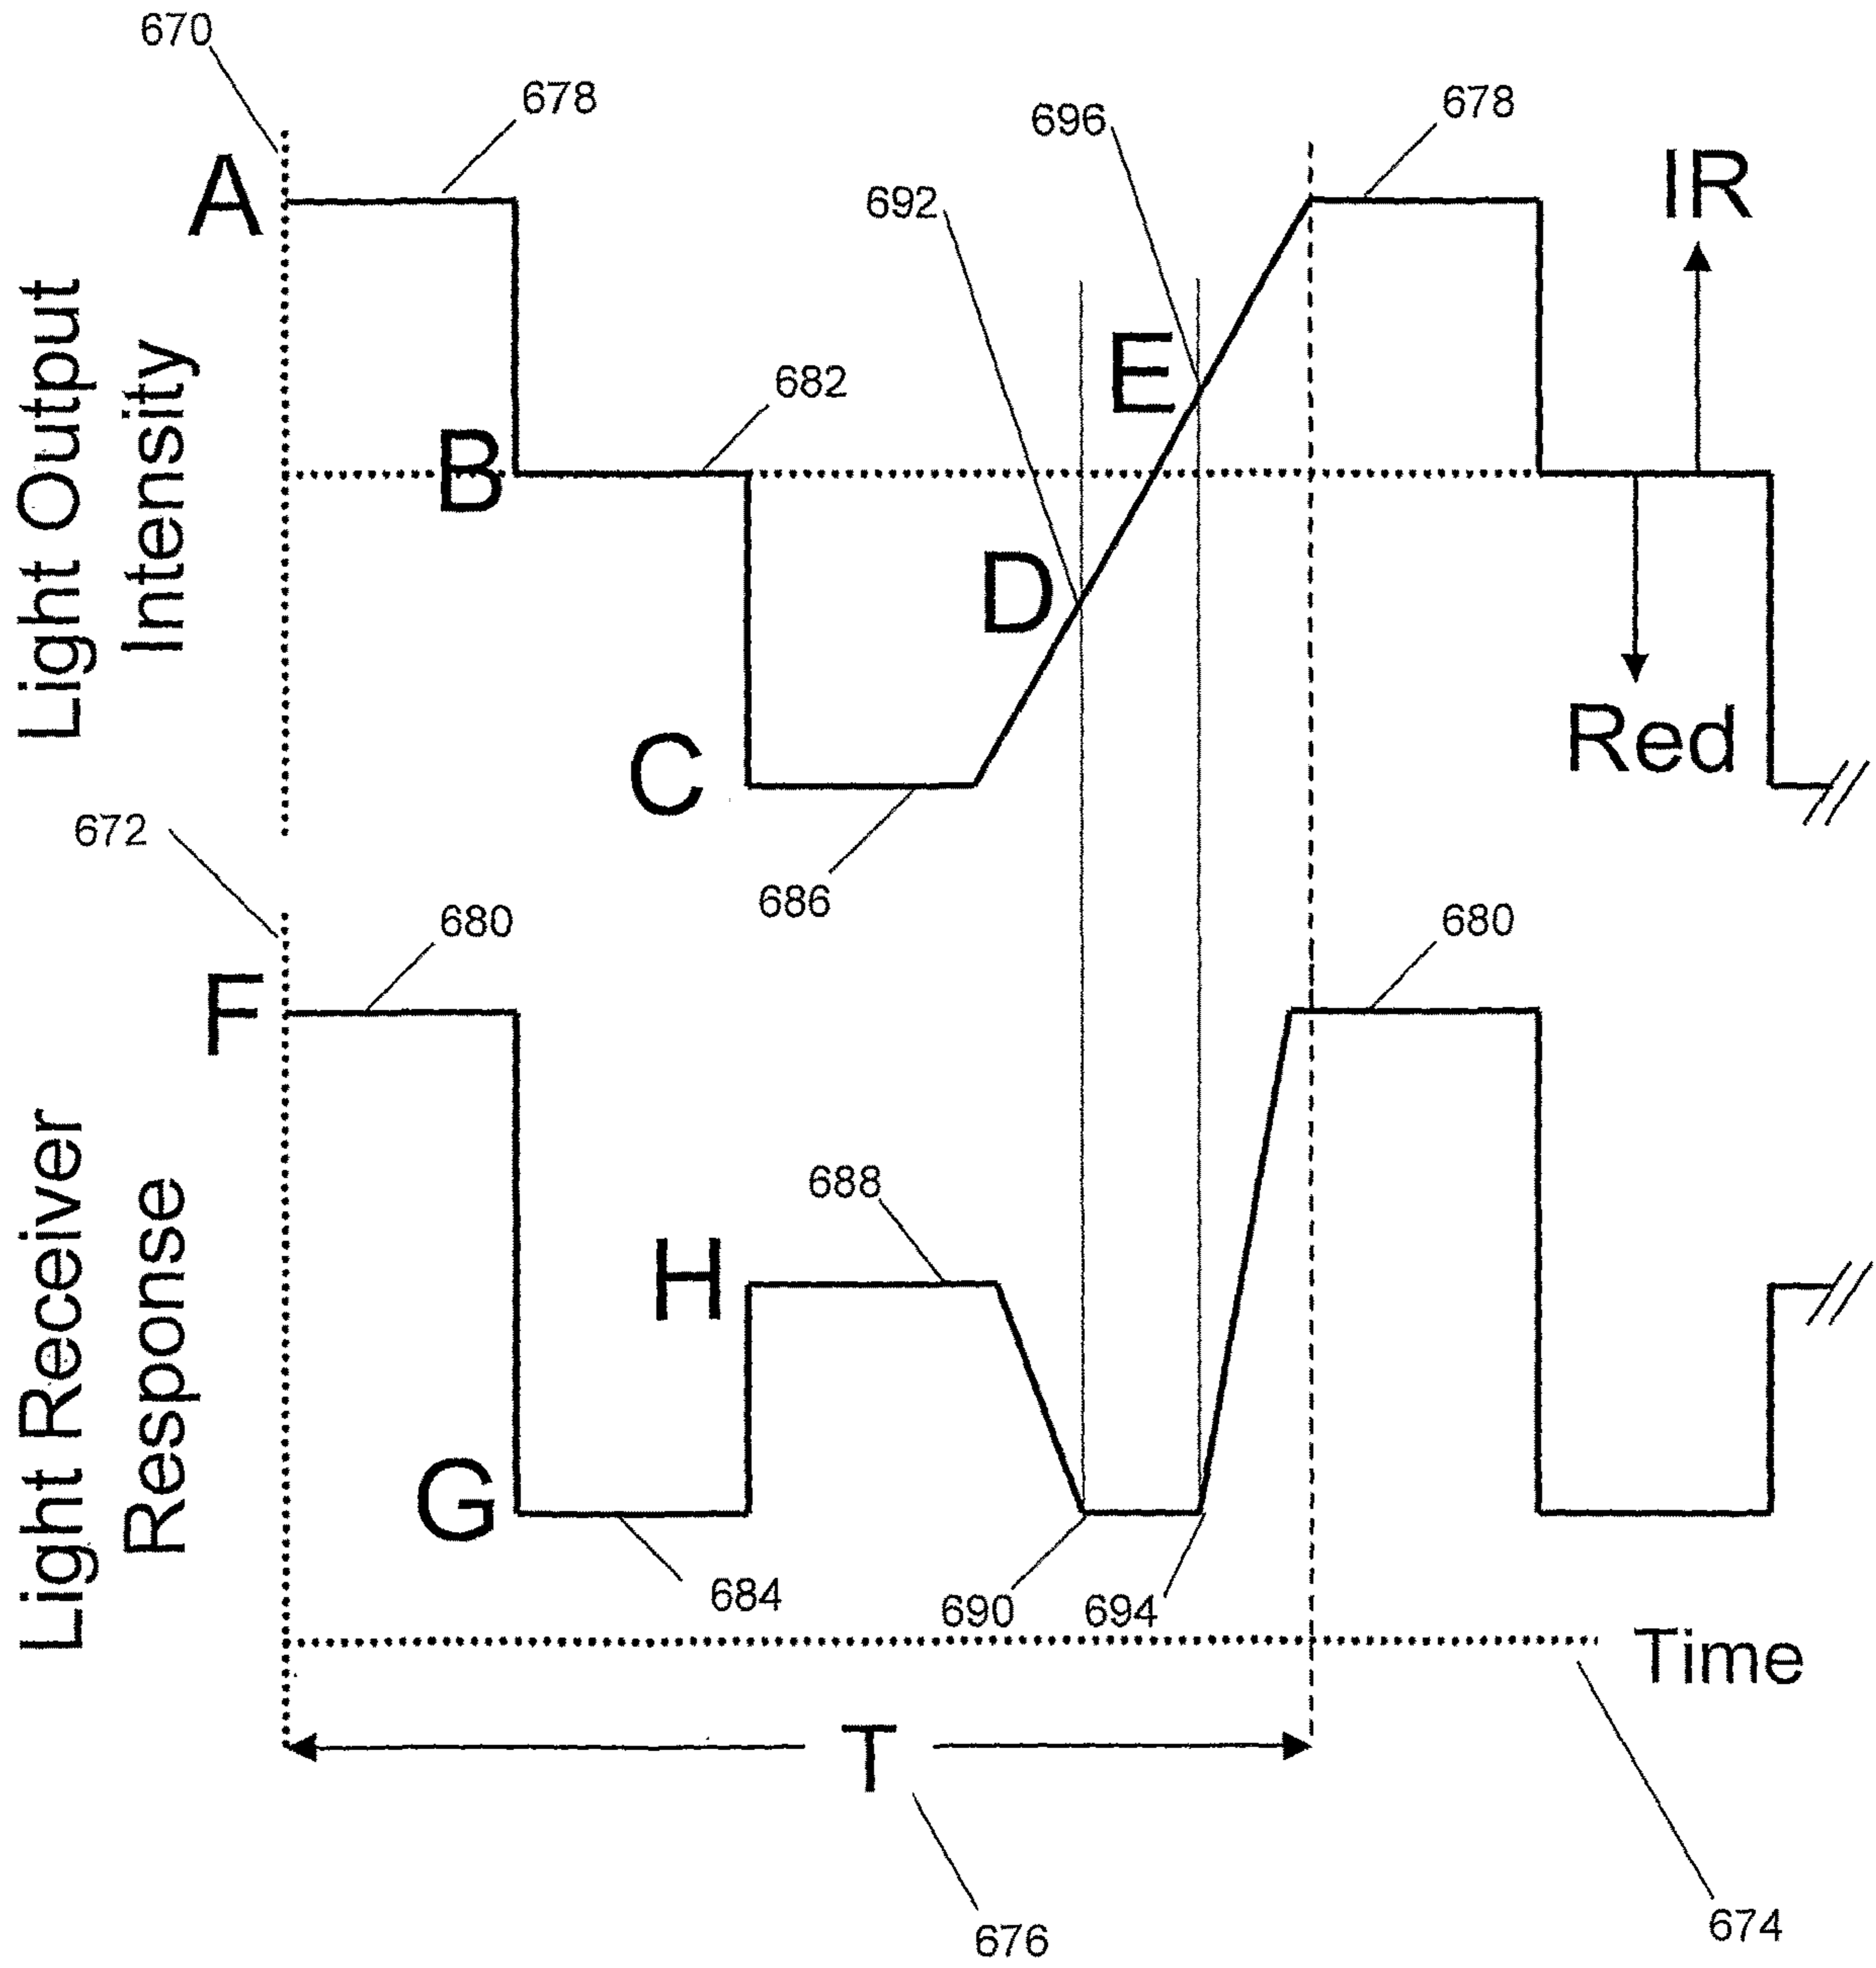 670
678
696
678
A
692
IR
Light Output
Intensity
E
682
B
D
Red
C
672
686
680
680
F
Light Receiver
Response
688
H
G
684
690
694
Time
T
676
674